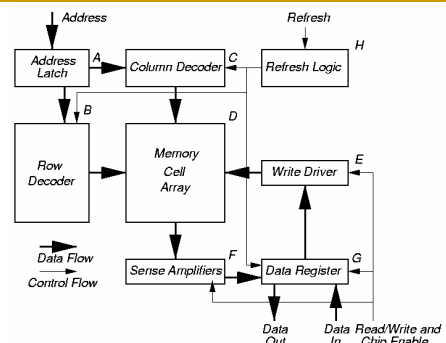 Address
Refresh
H
Address
Latch
A
Column Decoder
C
Refresh Logic
B
D
Row
Decoder
Memory
Cell
Array
Write Driver
E
Data Flow
Control Flow
Sense Amplifiers
F
Data Register
G
Data
Out
Data
In
Read/Write and
Chip Enable